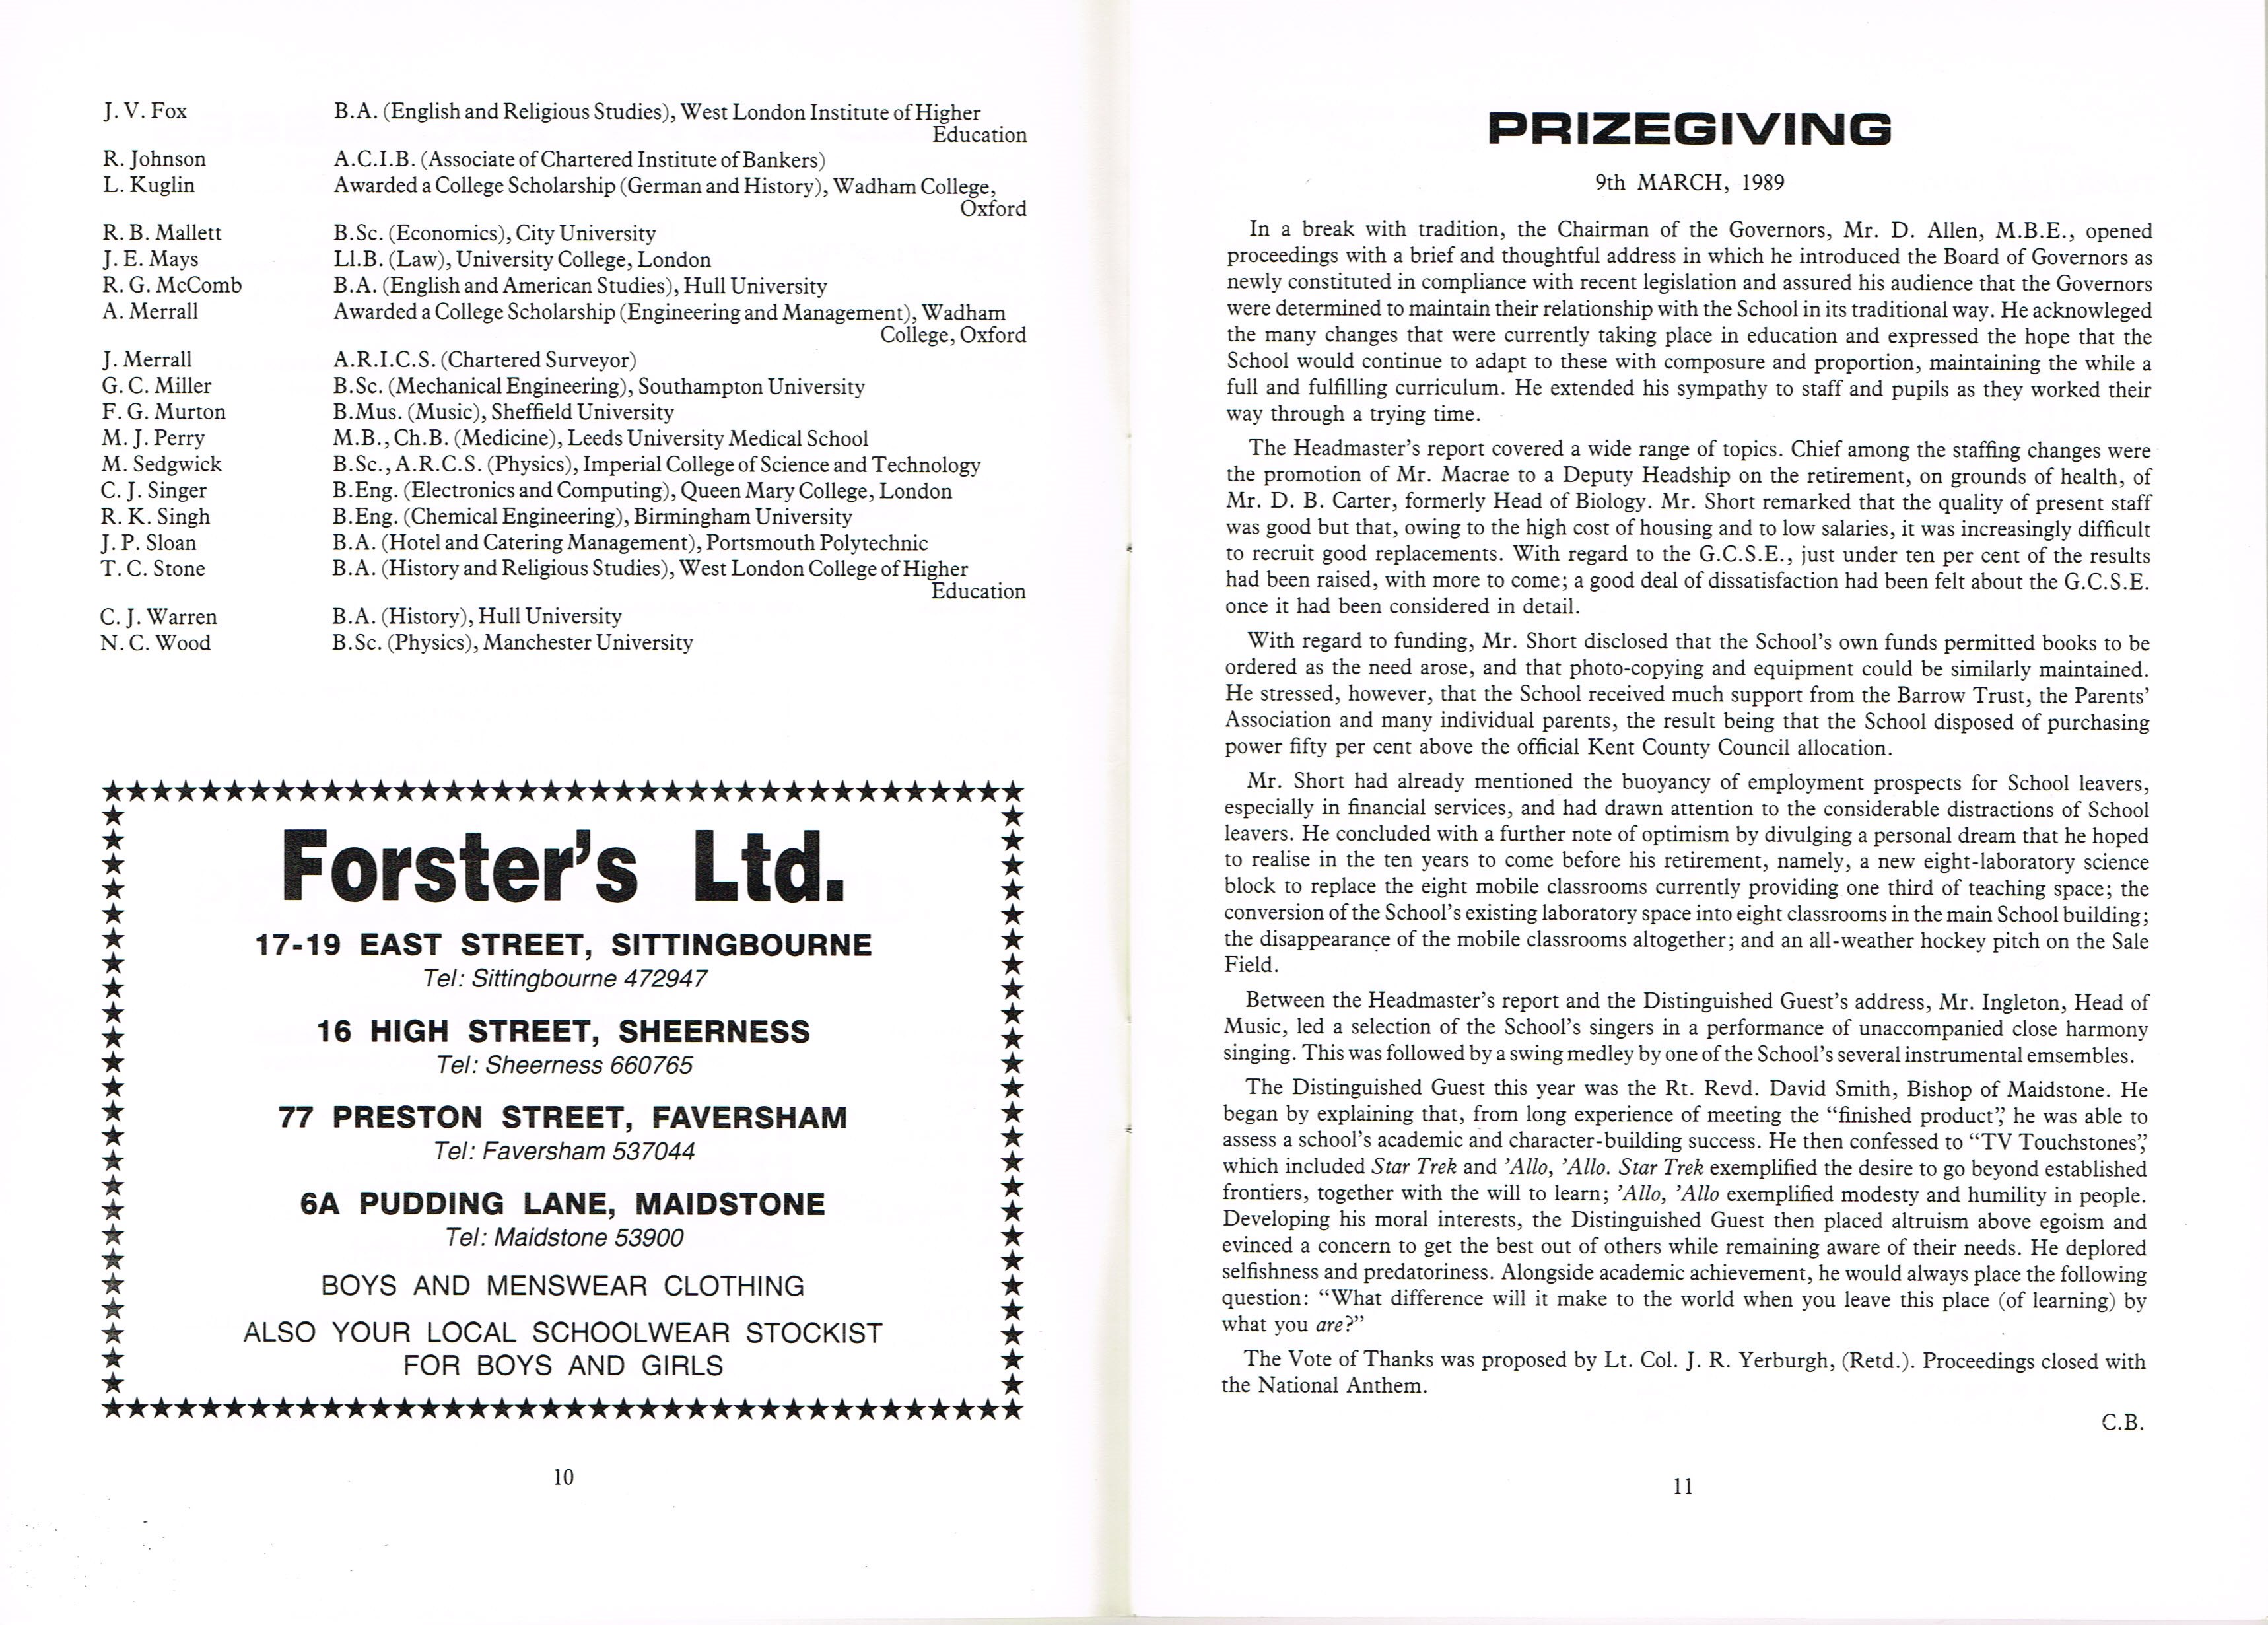 J. V. Fox B.A. (English and Religious Studies), West London Institute of Higher
Education
R. Johnson A.C.I.B. (Associate of Chartered Institute of Bankers)
L. Kuglin Awarded a College Scholarship (German and History), Wadham College,
Oxford
R. B. Mallett B.Sc. (Economics), City University
J. E. Mays Ll.B. (Law), University College, London
R. G. McComb B.A. (English and American Studies), Hull University
A. Merrall Awarded a College Scholarship (Engineering and Management), Wadham
College, Oxford
J. Merrall A.R.I.C.S. (Chartered Surveyor)
G. C. Miller B.Sc. (Mechanical Engineering), Southampton University
F. G. Murton B.Mus. (Music), Sheffield University
M. J. Perry M.B., Ch.B. (Medicine), Leeds University Medical School
M. Sedgwick B.Sc., A.R.C.S. (Physics), Imperial College of Science and Technology
C. J. Singer B.Eng. (Electronics and Computing), Queen Mary College, London
R. K. Singh B.Eng. (Chemical Engineering), Birmingham University
J. P. Sloan B.A. (Hotel and Catering Management), Portsmouth Polytechnic
T. C. Stone B.A. (History and Religious Studies), West London College of Higher
Education
C. J. Warren B.A. (History), Hull University
N. C. Wood B.Sc. (Physics), Manchester University
Forster's Ltd.
17-19 EAST STREET, SITTINGBOURNE
Tel: Sittingbourne 472947
16 HIGH STREET, SHEERNESS
Tel: Sheerness 660765
77 PRESTON STREET, FAVERSHAM
Tel: Faversham 537044
6A PUDDING LANE, MAIDSTONE
Tel: Maidstone 53900
BOYS AND MENSWEAR CLOTHING
ALSO YOUR LOCAL SCHOOLWEAR STOCKIST
FOR BOYS AND GIRLS
10
PRIZEGIVING
9th MARCH, 1989
In a break with tradition, the Chairman of the Governors, Mr. D. Allen, M.B.E., opened
proceedings with a brief and thoughtful address in which he introduced the Board of Governors as
newly constituted in compliance with recent legislation and assured his audience that the Governors
were determined to maintain their relationship with the School in its traditional way. He acknowleged
the many changes that were currently taking place in education and expressed the hope that the
School would continue to adapt to these with composure and proportion, maintaining the while a
full and fulfilling curriculum. He extended his sympathy to staff and pupils as they worked their
way through a trying time.
The Headmaster's report covered a wide range of topics. Chief among the staffing changes were
the promotion of Mr. Macrae to a Deputy Headship on the retirement, on grounds of health, of
Mr. D. B. Carter, formerly Head of Biology. Mr. Short remarked that the quality of present staff
was good but that, owing to the high cost of housing and to low salaries, it was increasingly difficult
to recruit good replacements. With regard to the G.C.S.E., just under ten per cent of the results
had been raised, with more to come; a good deal of dissatisfaction had been felt about the G.C.S.E.
once it had been considered in detail.
With regard to funding, Mr. Short disclosed that the School's own funds permitted books to be
ordered as the need arose, and that photo-copying and equipment could be similarly maintained.
He stressed, however, that the School received much support from the Barrow Trust, the Parents'
Association and many individual parents, the result being that the School disposed of purchasing
power fifty per cent above the official Kent County Council allocation.
Mr. Short had already mentioned the buoyancy of employment prospects for School leavers,
especially in financial services, and had drawn attention to the considerable distractions of School
leavers. He concluded with a further note of optimism by divulging a personal dream that he hoped
to realise in the ten years to come before his retirement, namely, a new eight-laboratory science
block to replace the eight mobile classrooms currently providing one third of teaching space; the
conversion of the School's existing laboratory space into eight classrooms in the main School building;
the disappearance of the mobile classrooms altogether; and an all-weather hockey pitch on the Sale
Field.
Between the Headmaster's report and the Distinguished Guest's address, Mr. Ingleton, Head of
Music, led a selection of the School's singers in a performance of unaccompanied close harmony
singing. This was followed by a swing medley by one of the School's several instrumental emsembles.
The Distinguished Guest this year was the Rt. Revd. David Smith, Bishop of Maidstone. He
began by explaining that, from long experience of meeting the "finished product", he was able to
assess a school's academic and character-building success. He then confessed to "TV Touchstones",
which included Star Trek and 'Allo, 'Allo. Star Trek exemplified the desire to go beyond established
frontiers, together with the will to learn; 'Allo, 'Allo exemplified modesty and humility in people.
Developing his moral interests, the Distinguished Guest then placed altruism above egoism and
evinced a concern to get the best out of others while remaining aware of their needs. He deplored
selfishness and predatoriness. Alongside academic achievement, he would always place the following
question: "What difference will it make to the world when you leave this place (of learning) by
what you are?"
The Vote of Thanks was proposed by Lt. Col. J. R. Yerburgh, (Retd.). Proceedings closed with
the National Anthem.
C.B.
11